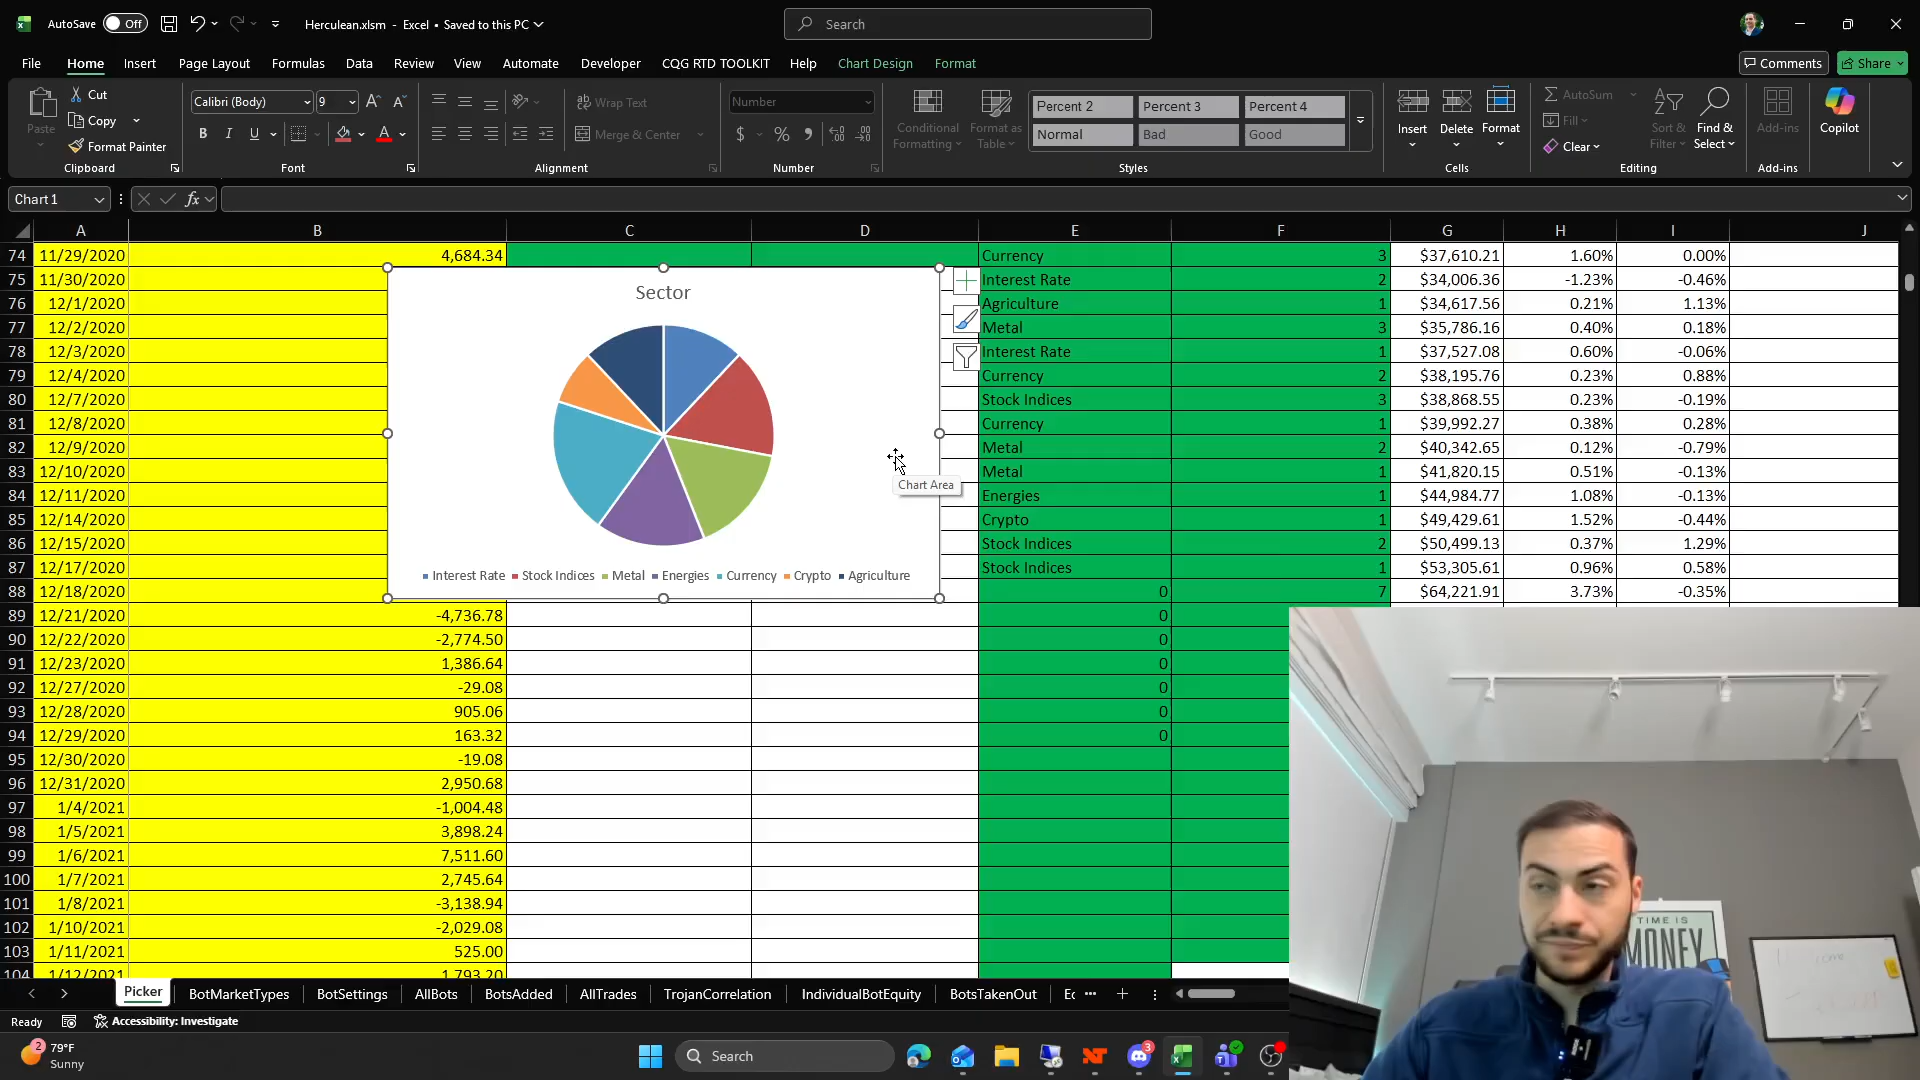 AutoSave Off Herculean.xlsm - Excel • Saved to this PC Search
File Home Insert Page Layout Formulas Data Review View Automate Developer CQG RTD TOOLKIT Help Chart Design Format Comments Share
Paste Cut Copy Format Painter Clipboard
Calibri (Body) 9 A A B I U A Font
ab Wrap Text Merge & Center Alignment
Number $ % Number
Conditional Formatting Format as Table
Percent 2 Percent 3 Percent 4
Normal Bad Good
Styles
Insert Delete Format Cells
AutoSum Fill Clear Sort & Filter Find & Select Editing
Add-ins Add-ins Copilot
Chart 1 fx
A B C D E F G H I J
74 11/29/2020 4,684.34 Currency 3 $37,610.21 1.60% 0.00%
75 11/30/2020 Interest Rate 2 $34,006.36 -1.23% -0.46%
76 12/1/2020 Agriculture 1 $34,617.56 0.21% 1.13%
77 12/2/2020 Metal 3 $35,786.16 0.40% 0.18%
78 12/3/2020 Interest Rate 1 $37,527.08 0.60% -0.06%
79 12/4/2020 Currency 2 $38,195.76 0.23% 0.88%
80 12/7/2020 Stock Indices 3 $38,868.55 0.23% -0.19%
81 12/8/2020 Currency 1 $39,992.27 0.38% 0.28%
82 12/9/2020 Metal 2 $40,342.65 0.12% -0.79%
83 12/10/2020 Metal 1 $41,820.15 0.51% -0.13%
84 12/11/2020 Energies 1 $44,984.77 1.08% -0.13%
85 12/14/2020 Crypto 1 $49,429.61 1.52% -0.44%
86 12/15/2020 Stock Indices 2 $50,499.13 0.37% 1.29%
87 12/17/2020 Stock Indices 1 $53,305.61 0.96% 0.58%
88 12/18/2020 0 7 $64,221.91 3.73% -0.35%
Sector
Chart Area
Interest Rate Stock Indices Metal Energies Currency Crypto Agriculture
89 12/21/2020 -4,736.78 0
90 12/22/2020 -2,774.50 0
91 12/23/2020 1,386.64 0
92 12/27/2020 -29.08 0
93 12/28/2020 905.06 0
94 12/29/2020 163.32 0
95 12/30/2020 -19.08
96 12/31/2020 2,950.68
97 1/4/2021 -1,004.48
98 1/5/2021 3,898.24
99 1/6/2021 7,511.60
100 1/7/2021 2,745.64
101 1/8/2021 -3,138.94
102 1/10/2021 -2,029.08
103 1/11/2021 525.00
104 1/12/2021 1,793.20
TIME IS
MONEY
Picker BotMarketTypes BotSettings AllBots BotsAdded AllTrades TrojanCorrelation IndividualBotEquity BotsTakenOut
Ready Accessibility: Investigate
2 79°F
Sunny
Search 3